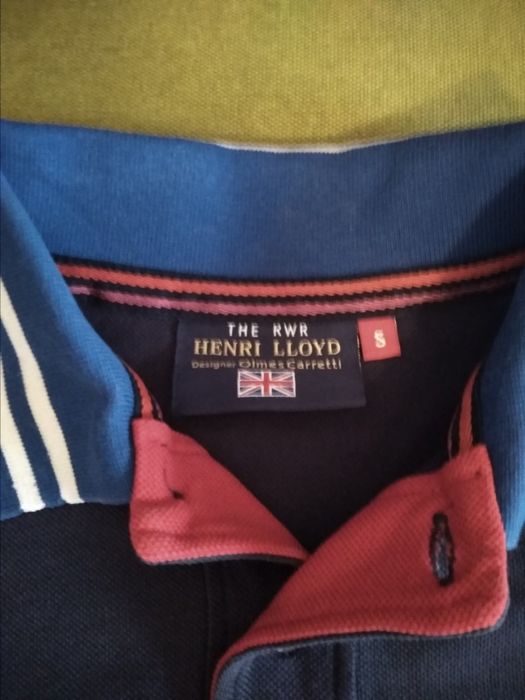 THE RWR
HENRI LLOYD
Designer Olmes Carretti
S